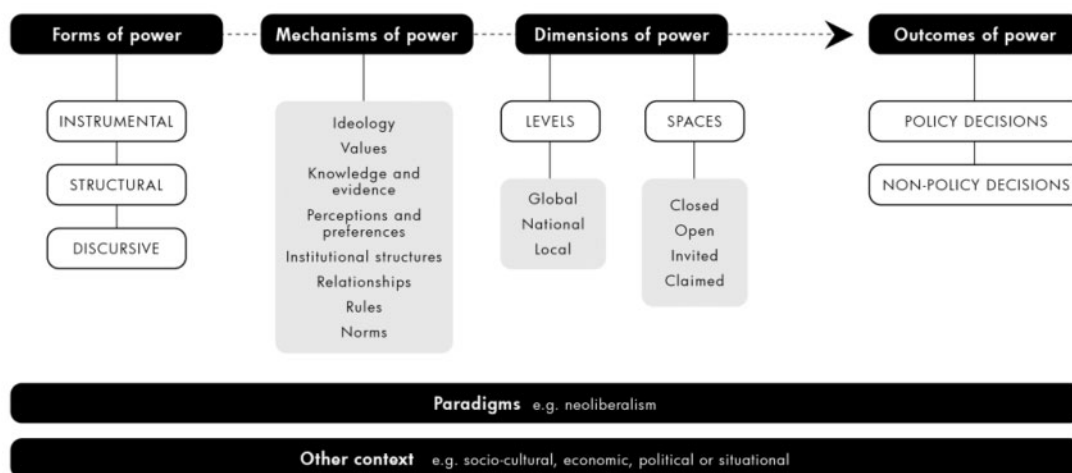 Forms of power
Mechanisms of power
Dimensions of power
Outcomes of power
INSTRUMENTAL
STRUCTURAL
DISCURSIVE
Ideology
Values
Knowledge and
evidence
Perceptions and
preferences
Institutional structures
Relationships
Rules
Norms
LEVELS
Global
National
Local
SPACES
Closed
Open
Invited
Claimed
POLICY DECISIONS
NON-POLICY DECISIONS
Paradigms e.g. neoliberalism
Other context e.g. socio-cultural, economic, political or situational